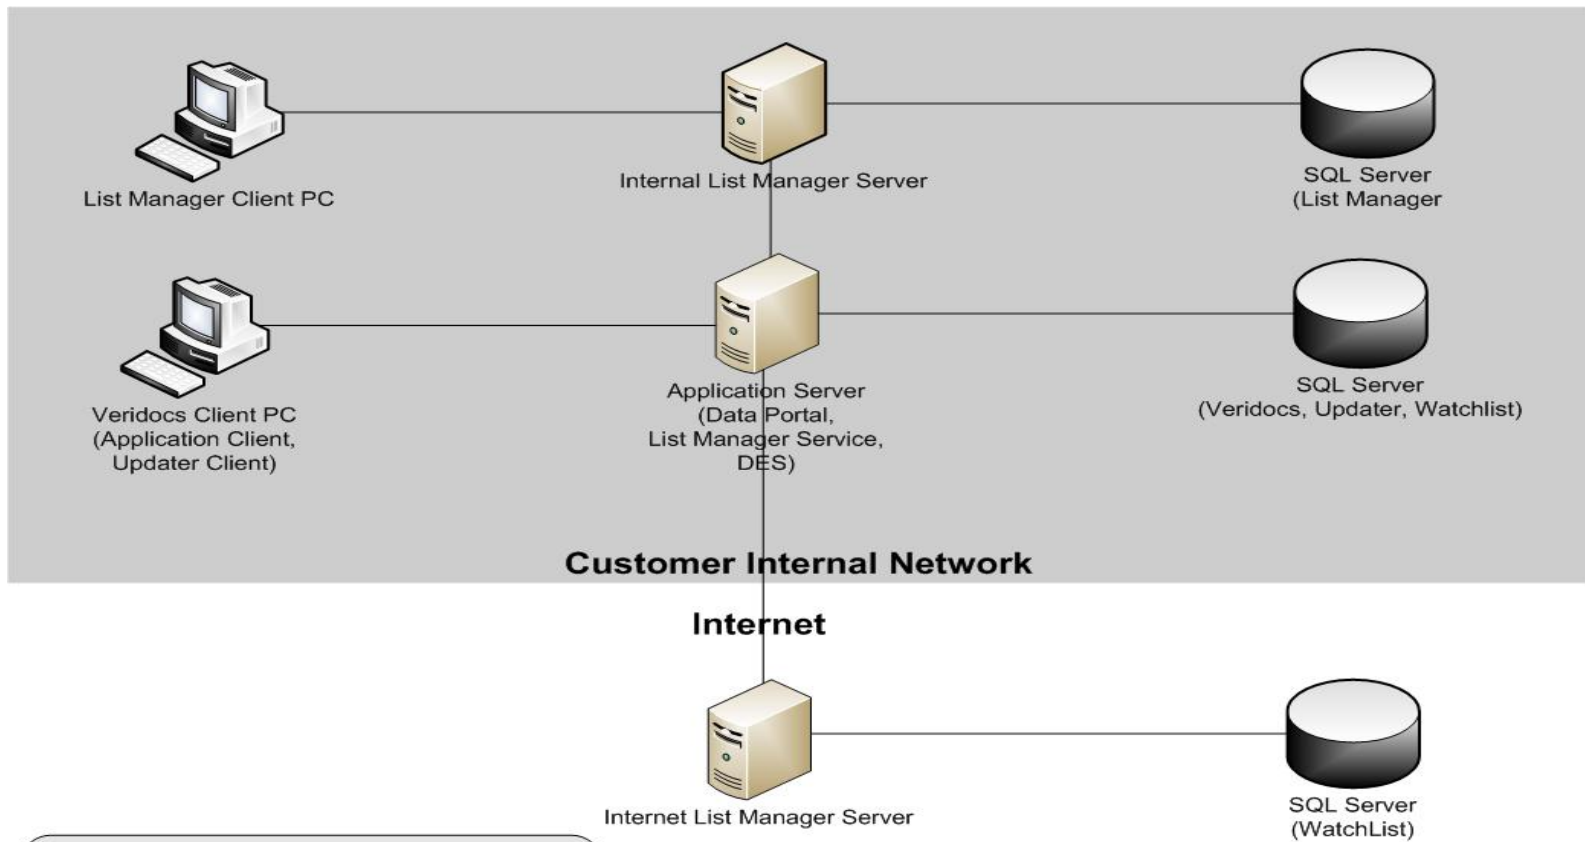 List Manager Client PC
Internal List Manager Server
SQL Server
(List Manager
Veridocs Client PC
(Application Client,
Updater Client)
Application Server
(Data Portal,
List Manager Service,
DES)
SQL Server
(Veridocs, Updater, Watchlist)
Customer Internal Network
Internet
Internet List Manager Server
SQL Server
(WatchList)